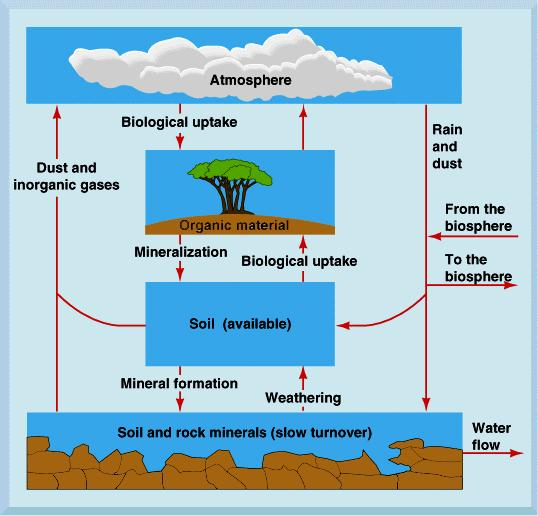 Atmosphere
Biological uptake
Rain
and
dust
Dust and
inorganic gases
From the
biosphere
Organic material
Mineralization
Biological uptake
To the
biosphere
Soil (available)
Mineral formation
Weathering
Soil and rock minerals (slow turnover)
Water
flow